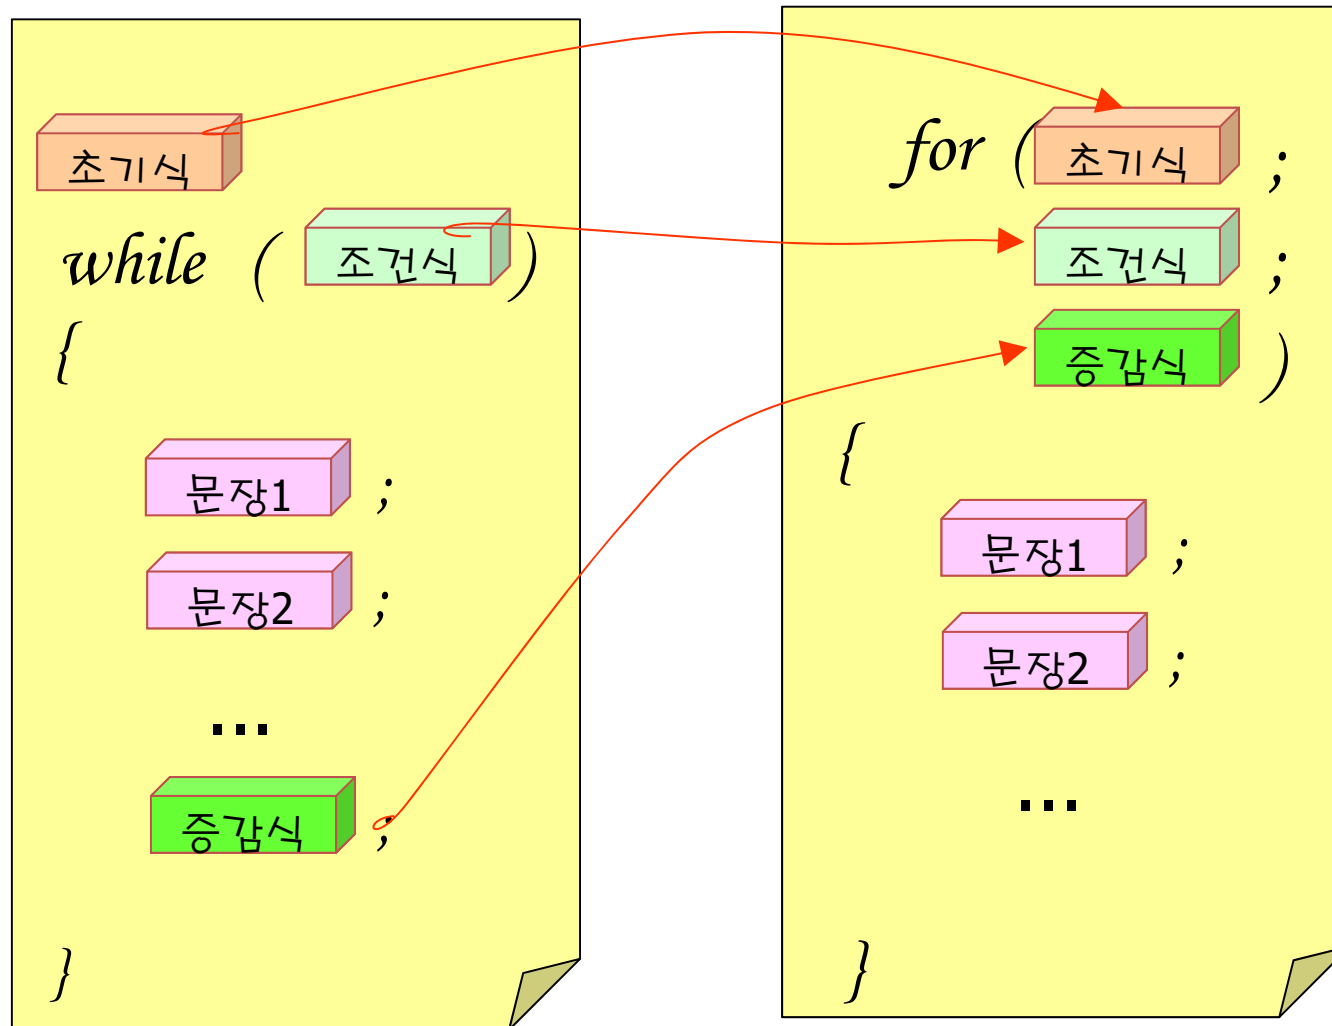 초기식
while ( 조건식 )
{
문장1 ;
문장2 ;
...
증감식 ;
}
for ( 초기식 ;
조건식 ;
증감식 )
{
문장1 ;
문장2 ;
...
}